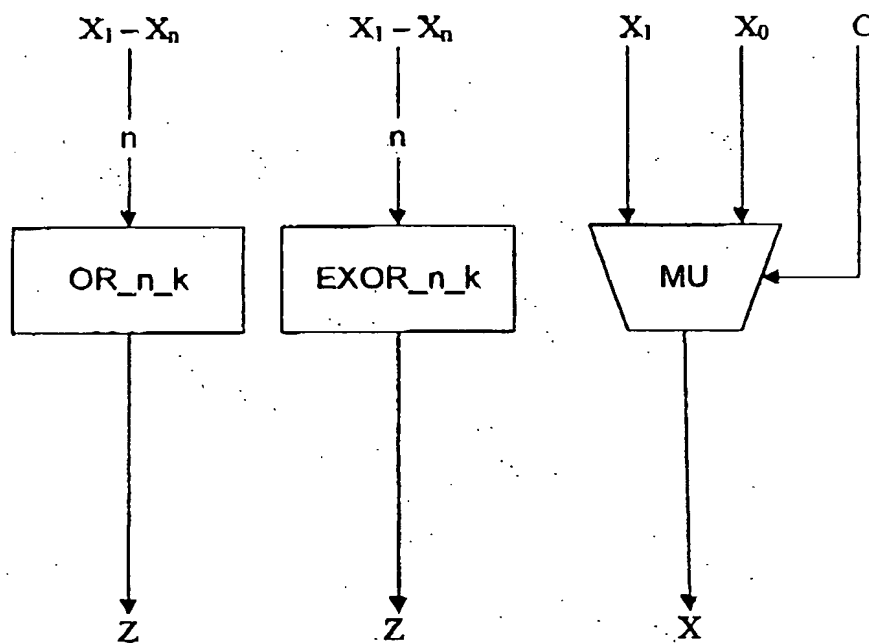 X₁ – Xₙ X₁ – Xₙ X₁ X₀ C
n n
OR_n_k EXOR_n_k MU
Z Z X